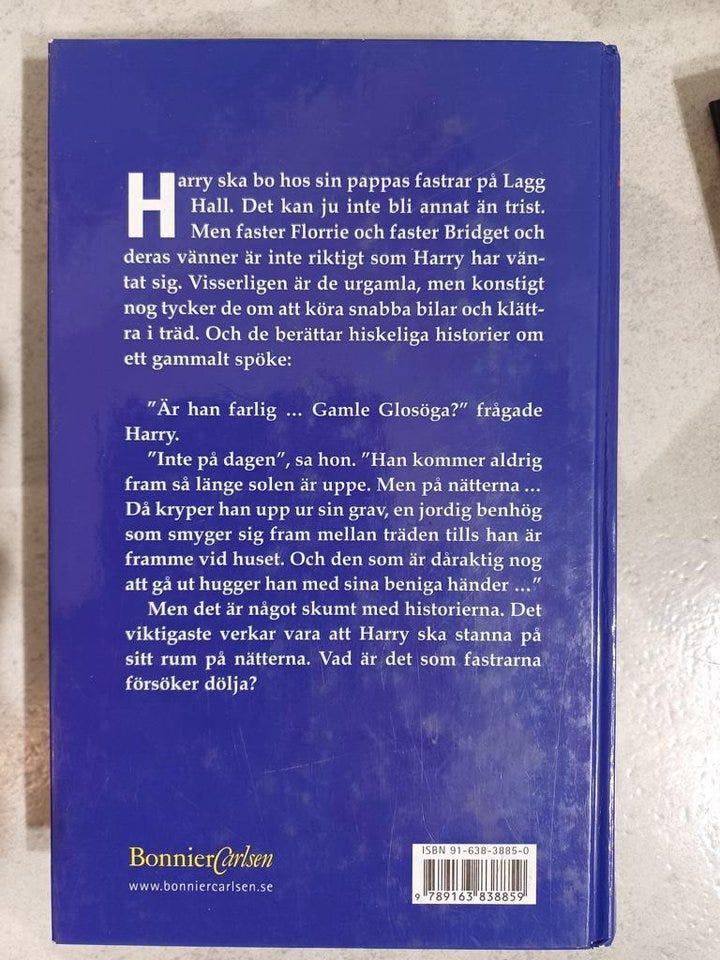 Harry ska bo hos sin pappas fastrar på Lagg
Hall. Det kan ju inte bli annat än trist.
Men faster Florrie och faster Bridget och
deras vänner är inte riktigt som Harry har vän-
tat sig. Visserligen är de urgamla, men konstigt
nog tycker de om att köra snabba bilar och klätt-
ra i träd. Och de berättar hiskeliga historier om
ett gammalt spöke:
”Är han farlig ... Gamle Glosöga?” frågade
Harry.
”Inte på dagen”, sa hon. ”Han kommer aldrig
fram så länge solen är uppe. Men på nätterna ...
Då kryper han upp ur sin grav, en jordig benhög
som smyger sig fram mellan träden tills han är
framme vid huset. Och den som är dåraktig nog
att gå ut hugger han med sina beniga händer ...”
Men det är något skumt med historierna. Det
viktigaste verkar vara att Harry ska stanna på
sitt rum på nätterna. Vad är det som fastrarna
försöker dölja?
BonnierCarlsen
www.bonniercarlsen.se
ISBN 91-638-3885-0
9 789163 838859